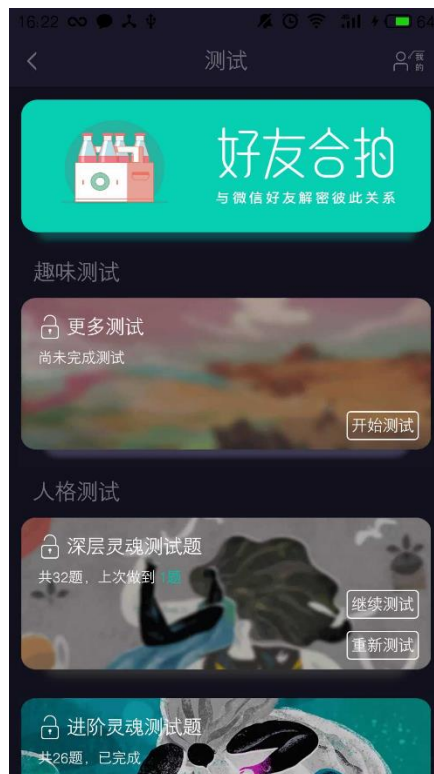 16:22
64
测试
我的
好友合拍
与微信好友解密彼此关系
趣味测试
更多测试
尚未完成测试
开始测试
人格测试
深层灵魂测试题
共32题，上次做到 1题
继续测试
重新测试
进阶灵魂测试题
共26题，已完成